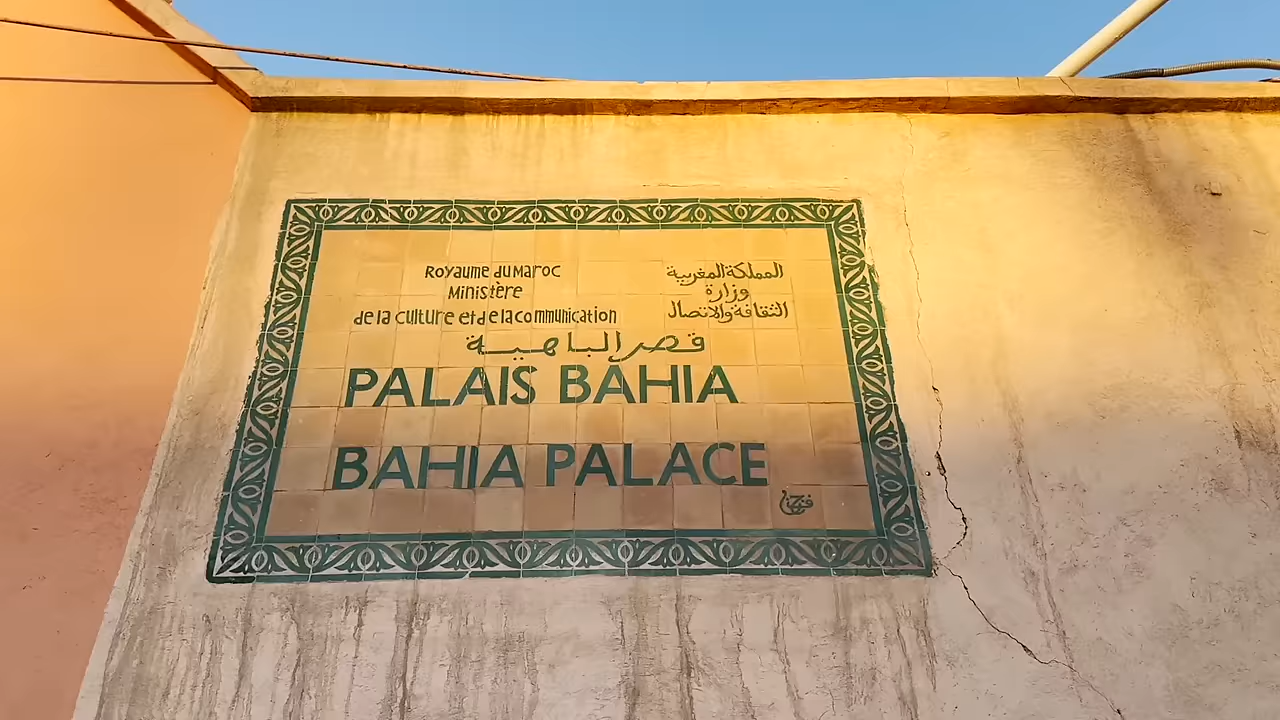 Royaume du Maroc
Ministère
de la culture et de la communication
المملكة المغربية
وزارة
الثقافة والاتصال
قصر الباهية
PALAIS BAHIA
BAHIA PALACE